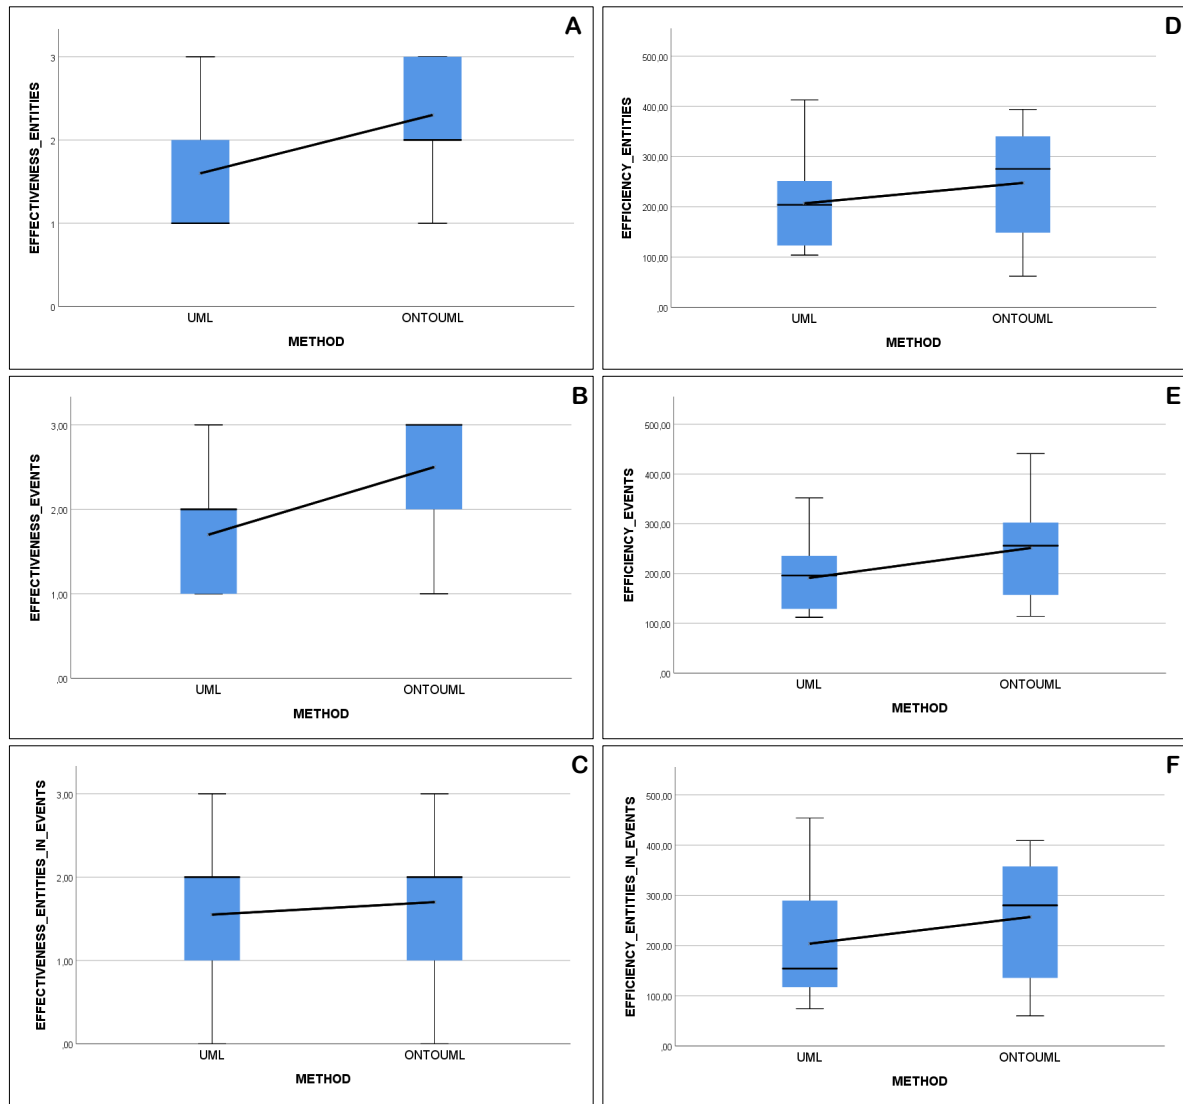 A
EFFECTIVENESS_ENTITIES
3
2
1
0
UML ONTOUML
METHOD
D
EFFICIENCY_ENTITIES
500,00
400,00
300,00
200,00
100,00
,00
UML ONTOUML
METHOD
B
EFFECTIVENESS_EVENTS
3,00
2,00
1,00
,00
UML ONTOUML
METHOD
E
EFFICIENCY_EVENTS
500,00
400,00
300,00
200,00
100,00
,00
UML ONTOUML
METHOD
C
EFFECTIVENESS_ENTITIES_IN_EVENTS
3,00
2,00
1,00
,00
UML ONTOUML
METHOD
F
EFFICIENCY_ENTITIES_IN_EVENTS
500,00
400,00
300,00
200,00
100,00
,00
UML ONTOUML
METHOD